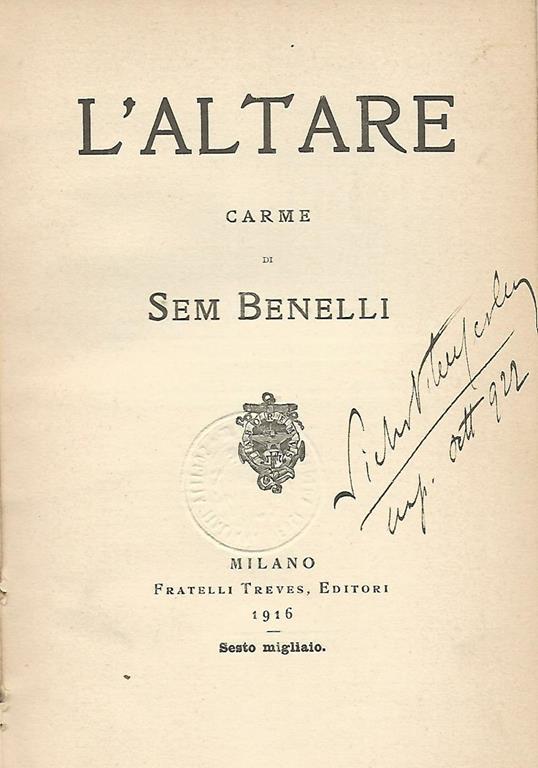 L'ALTARE
CARME
DI
SEM BENELLI
ott 922
MILANO
FRATELLI TREVES, EDITORI
1916
Sesto migliaio.